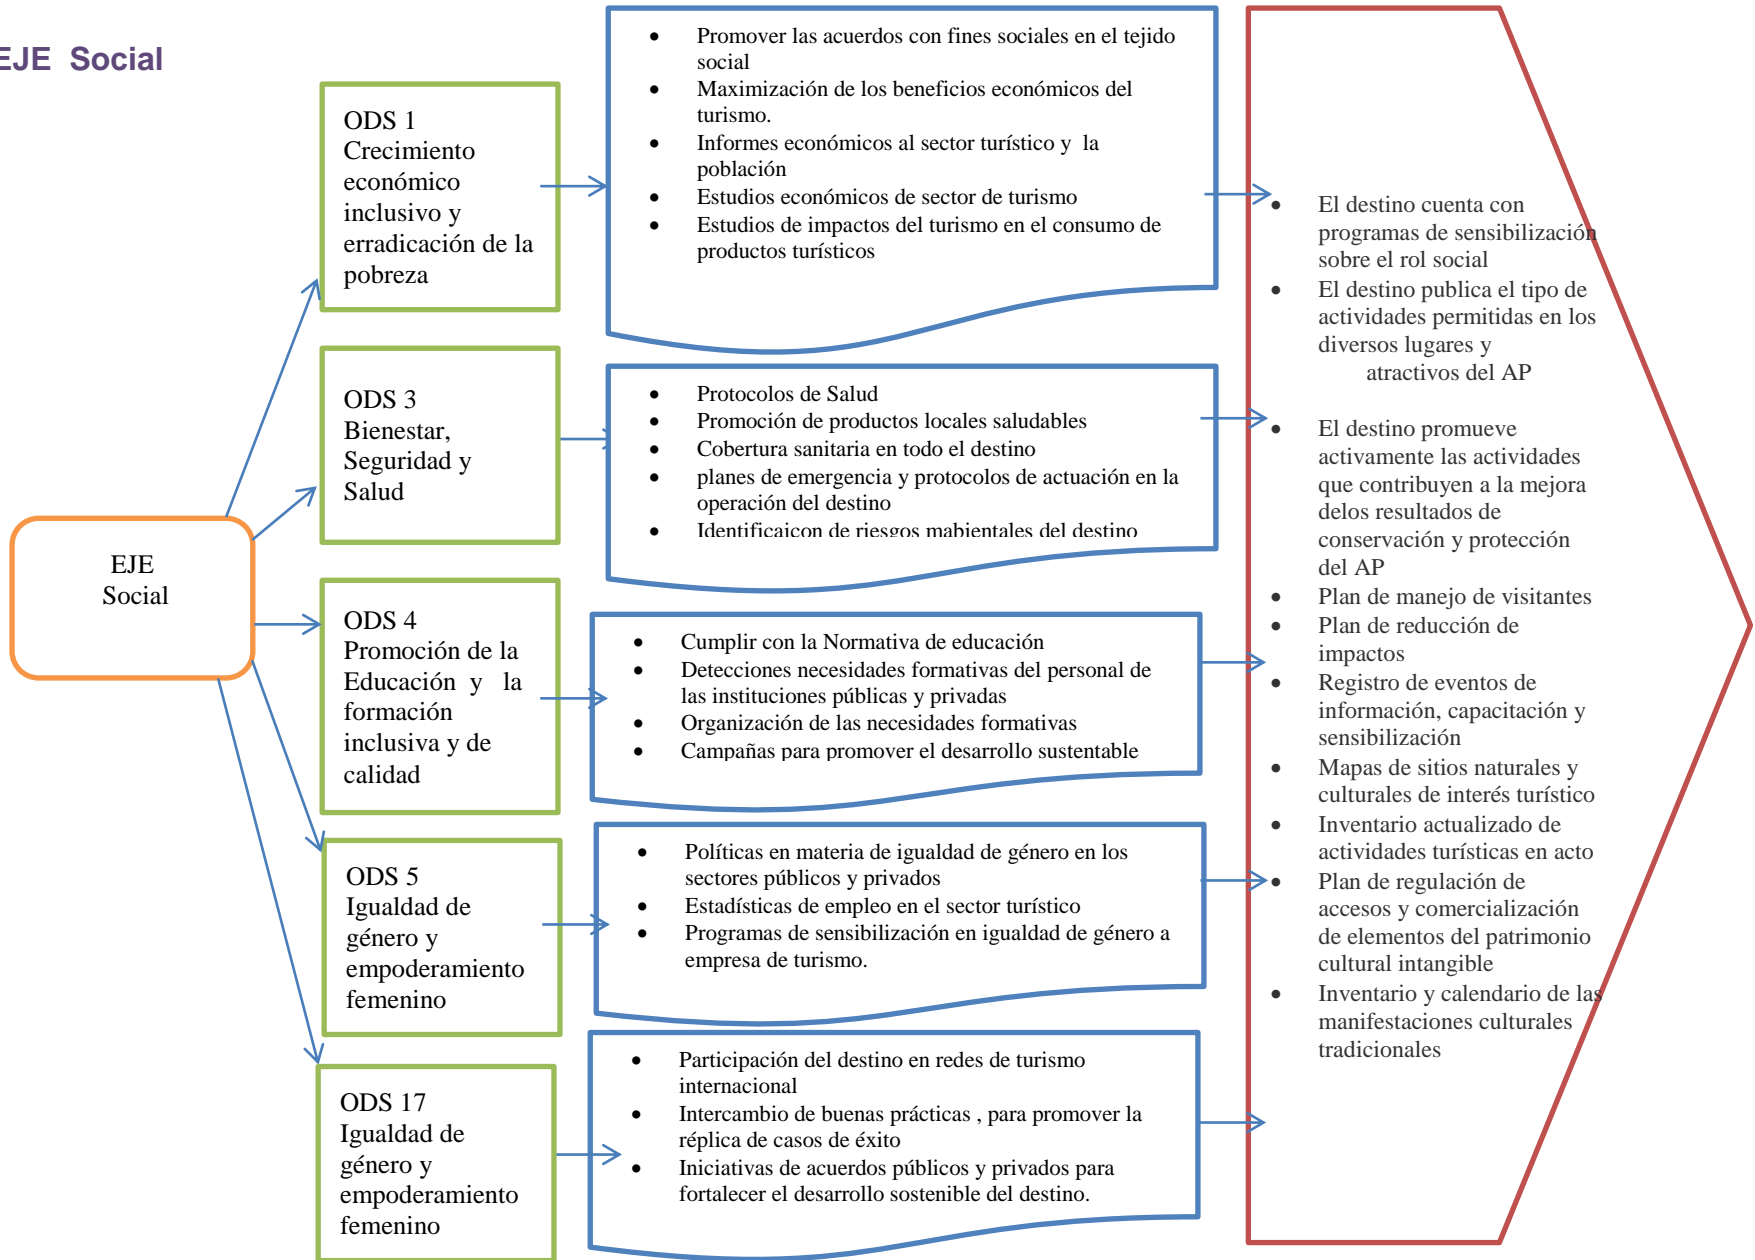 EJE Social
EJE
Social
ODS 1
Crecimiento
económico
inclusivo y
erradicación de la
pobreza
• Promover las acuerdos con fines sociales en el tejido
social
• Maximización de los beneficios económicos del
turismo.
• Informes económicos al sector turístico y la
población
• Estudios económicos de sector de turismo
• Estudios de impactos del turismo en el consumo de
productos turísticos
ODS 3
Bienestar,
Seguridad y
Salud
• Protocolos de Salud
• Promoción de productos locales saludables
• Cobertura sanitaria en todo el destino
• planes de emergencia y protocolos de actuación en la
operación del destino
• Identificaicon de riesgos mabientales del destino
ODS 4
Promoción de la
Educación y la
formación
inclusiva y de
calidad
• Cumplir con la Normativa de educación
• Detecciones necesidades formativas del personal de
las instituciones públicas y privadas
• Organización de las necesidades formativas
• Campañas para promover el desarrollo sustentable
ODS 5
Igualdad de
género y
empoderamiento
femenino
• Políticas en materia de igualdad de género en los
sectores públicos y privados
• Estadísticas de empleo en el sector turístico
• Programas de sensibilización en igualdad de género a
empresa de turismo.
ODS 17
Igualdad de
género y
empoderamiento
femenino
• Participación del destino en redes de turismo
internacional
• Intercambio de buenas prácticas , para promover la
réplica de casos de éxito
• Iniciativas de acuerdos públicos y privados para
fortalecer el desarrollo sostenible del destino.
• El destino cuenta con
programas de sensibilización
sobre el rol social
• El destino publica el tipo de
actividades permitidas en los
diversos lugares y
atractivos del AP
• El destino promueve
activamente las actividades
que contribuyen a la mejora
delos resultados de
conservación y protección
del AP
• Plan de manejo de visitantes
• Plan de reducción de
impactos
• Registro de eventos de
información, capacitación y
sensibilización
• Mapas de sitios naturales y
culturales de interés turístico
• Inventario actualizado de
actividades turísticas en acto
• Plan de regulación de
accesos y comercialización
de elementos del patrimonio
cultural intangible
• Inventario y calendario de las
manifestaciones culturales
tradicionales